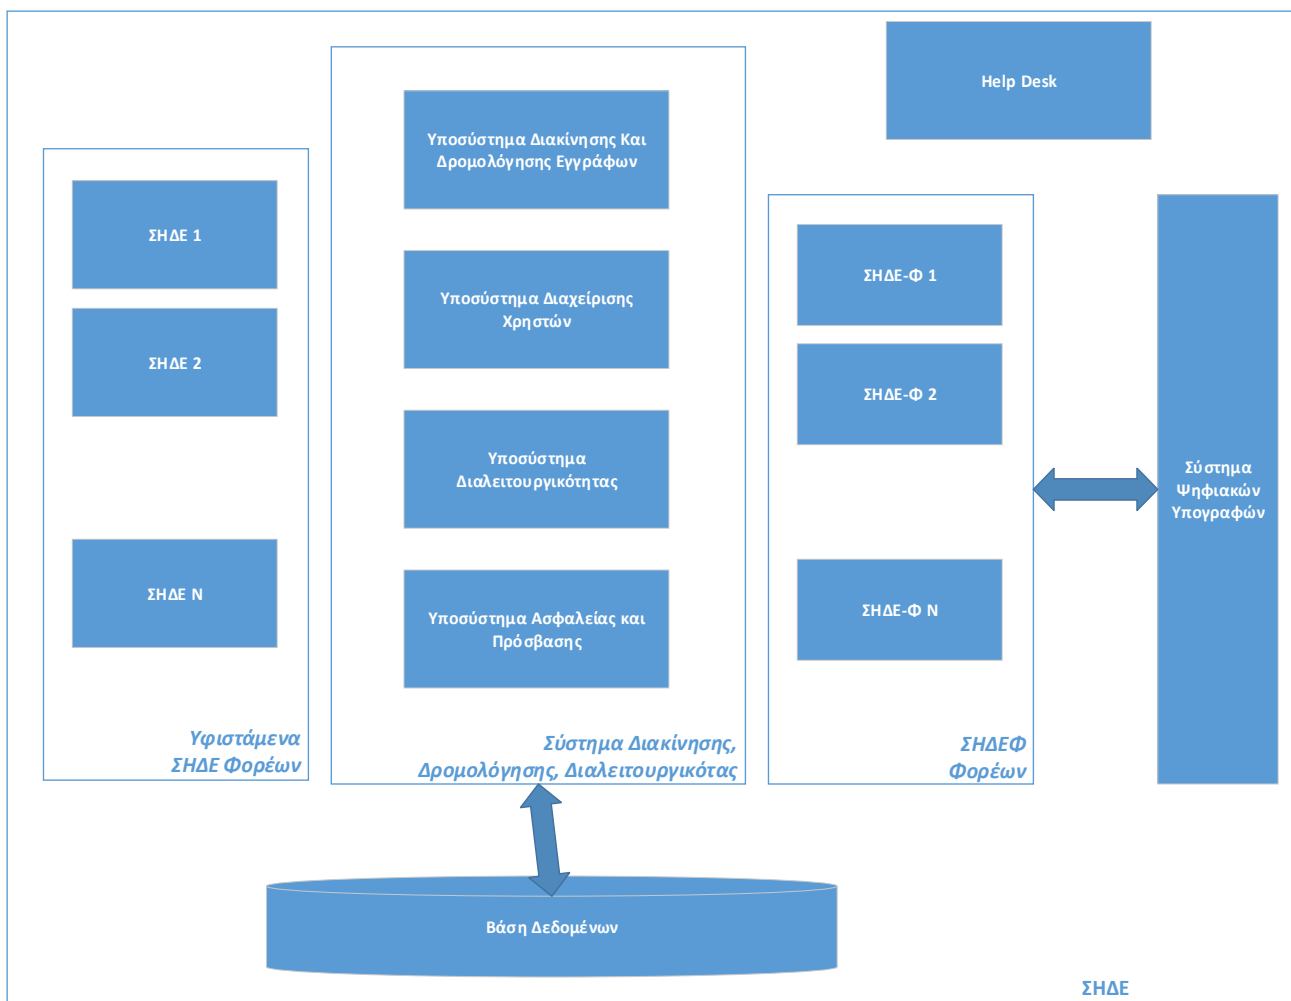 Help Desk
Υποσύστημα Διακίνησης Και
Δρομολόγησης Εγγράφων
ΣΗΔΕ 1
ΣΗΔΕ-Φ 1
Υποσύστημα Διαχείρισης
Χρηστών
ΣΗΔΕ 2
ΣΗΔΕ-Φ 2
Υποσύστημα
Διαλειτουργικότητας
Σύστημα
Ψηφιακών
Υπογραφών
ΣΗΔΕ Ν
ΣΗΔΕ-Φ Ν
Υποσύστημα Ασφαλείας και
Πρόσβασης
Υφιστάμενα
ΣΗΔΕ Φορέων
Σύστημα Διακίνησης,
Δρομολόγησης, Διαλειτουργικότας
ΣΗΔΕΦ
Φορέων
Βάση Δεδομένων
ΣΗΔΕ